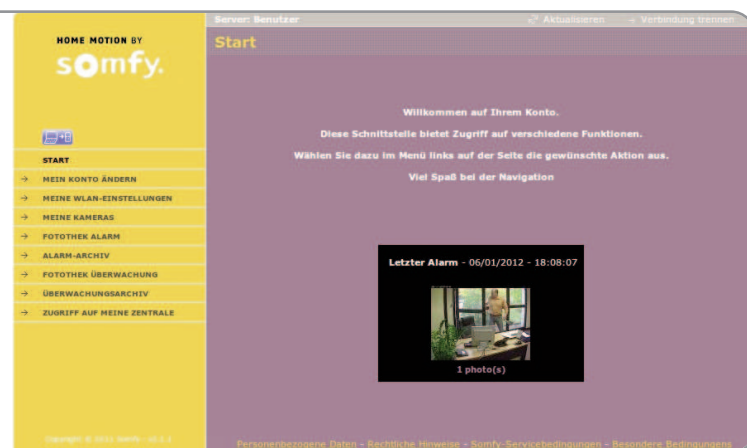 Server: Benutzer
Aktualisieren → Verbindung trennen
HOME MOTION BY
somfy.
Start
Willkommen auf Ihrem Konto.
Diese Schnittstelle bietet Zugriff auf verschiedene Funktionen.
Wählen Sie dazu im Menü links auf der Seite die gewünschte Aktion aus.
Viel Spaß bei der Navigation
START
→ MEIN KONTO ÄNDERN
→ MEINE WLAN-EINSTELLUNGEN
→ MEINE KAMERAS
→ FOTOTHEK ALARM
→ ALARM-ARCHIV
→ FOTOTHEK ÜBERWACHUNG
→ ÜBERWACHUNGSARCHIV
→ ZUGRIFF AUF MEINE ZENTRALE
Letzter Alarm - 06/01/2012 - 18:08:07
1 photo(s)
Personenbezogene Daten - Rechtliche Hinweise - Somfy-Servicebedingungen - Besondere Bedingungens